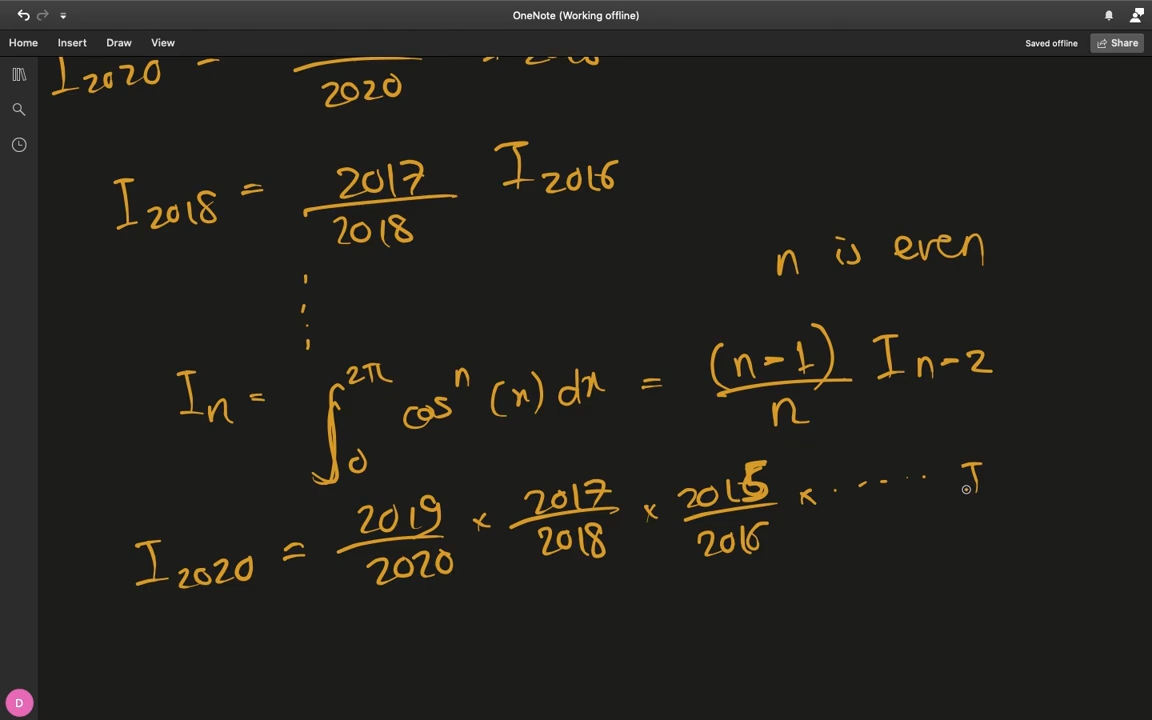 OneNote (Working offline)
Home Insert Draw View
Saved offline Share
I2020 =
2020
I2018 = 2017/2018 I2016
n is even
In = ∫0^2π cos^n (x) dx = (n-1)/n In-2
I2020 = 2019/2020 × 2017/2018 × 2015/2016 × ...... I
D